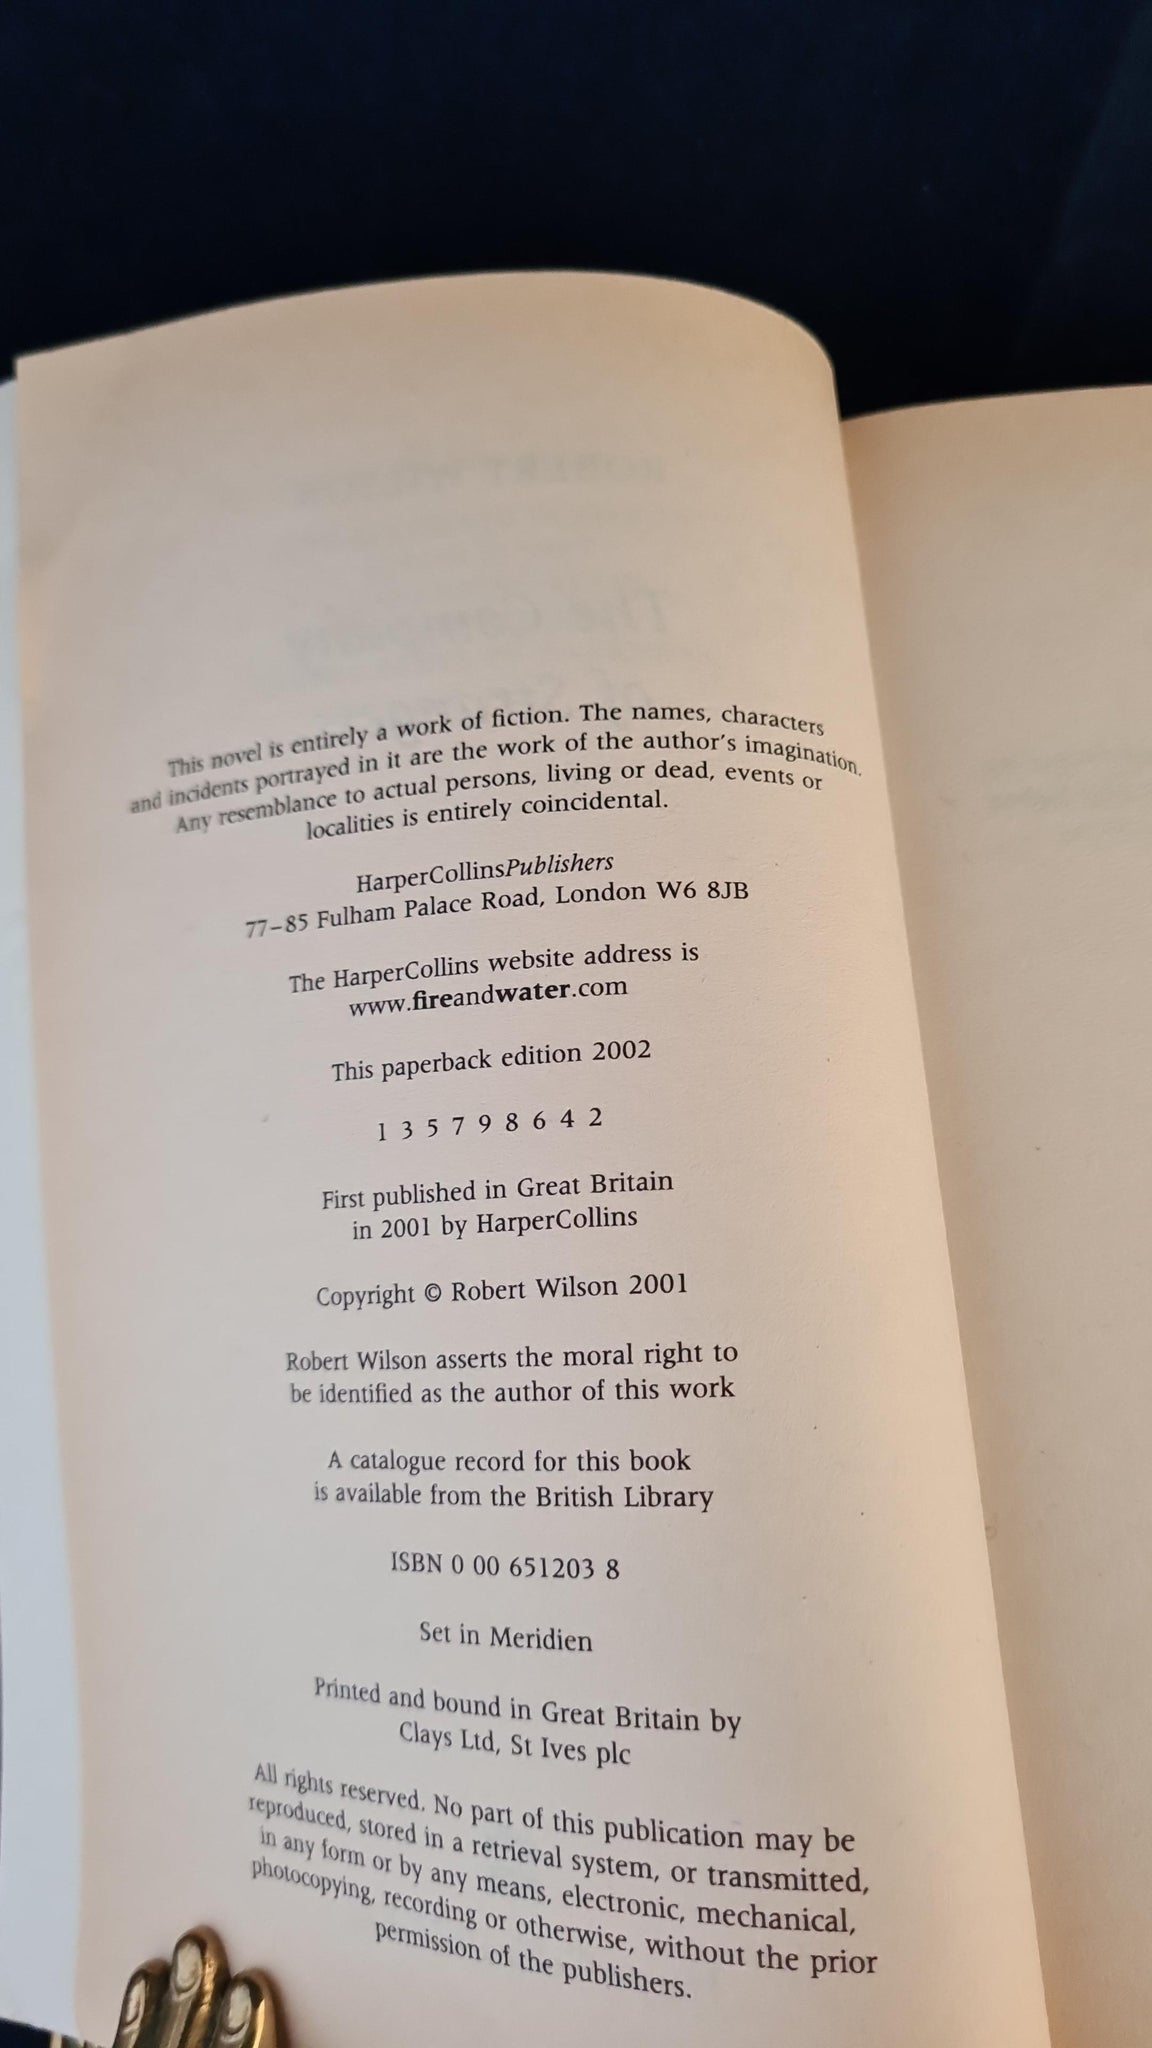 This novel is entirely a work of fiction. The names, characters
and incidents portrayed in it are the work of the author's imagination.
Any resemblance to actual persons, living or dead, events or
localities is entirely coincidental.
HarperCollinsPublishers
77–85 Fulham Palace Road, London W6 8JB
The HarperCollins website address is
www.fireandwater.com
This paperback edition 2002
1 3 5 7 9 8 6 4 2
First published in Great Britain
in 2001 by HarperCollins
Copyright © Robert Wilson 2001
Robert Wilson asserts the moral right to
be identified as the author of this work
A catalogue record for this book
is available from the British Library
ISBN 0 00 651203 8
Set in Meridien
Printed and bound in Great Britain by
Clays Ltd, St Ives plc
All rights reserved. No part of this publication may be
reproduced, stored in a retrieval system, or transmitted,
in any form or by any means, electronic, mechanical,
photocopying, recording or otherwise, without the prior
permission of the publishers.